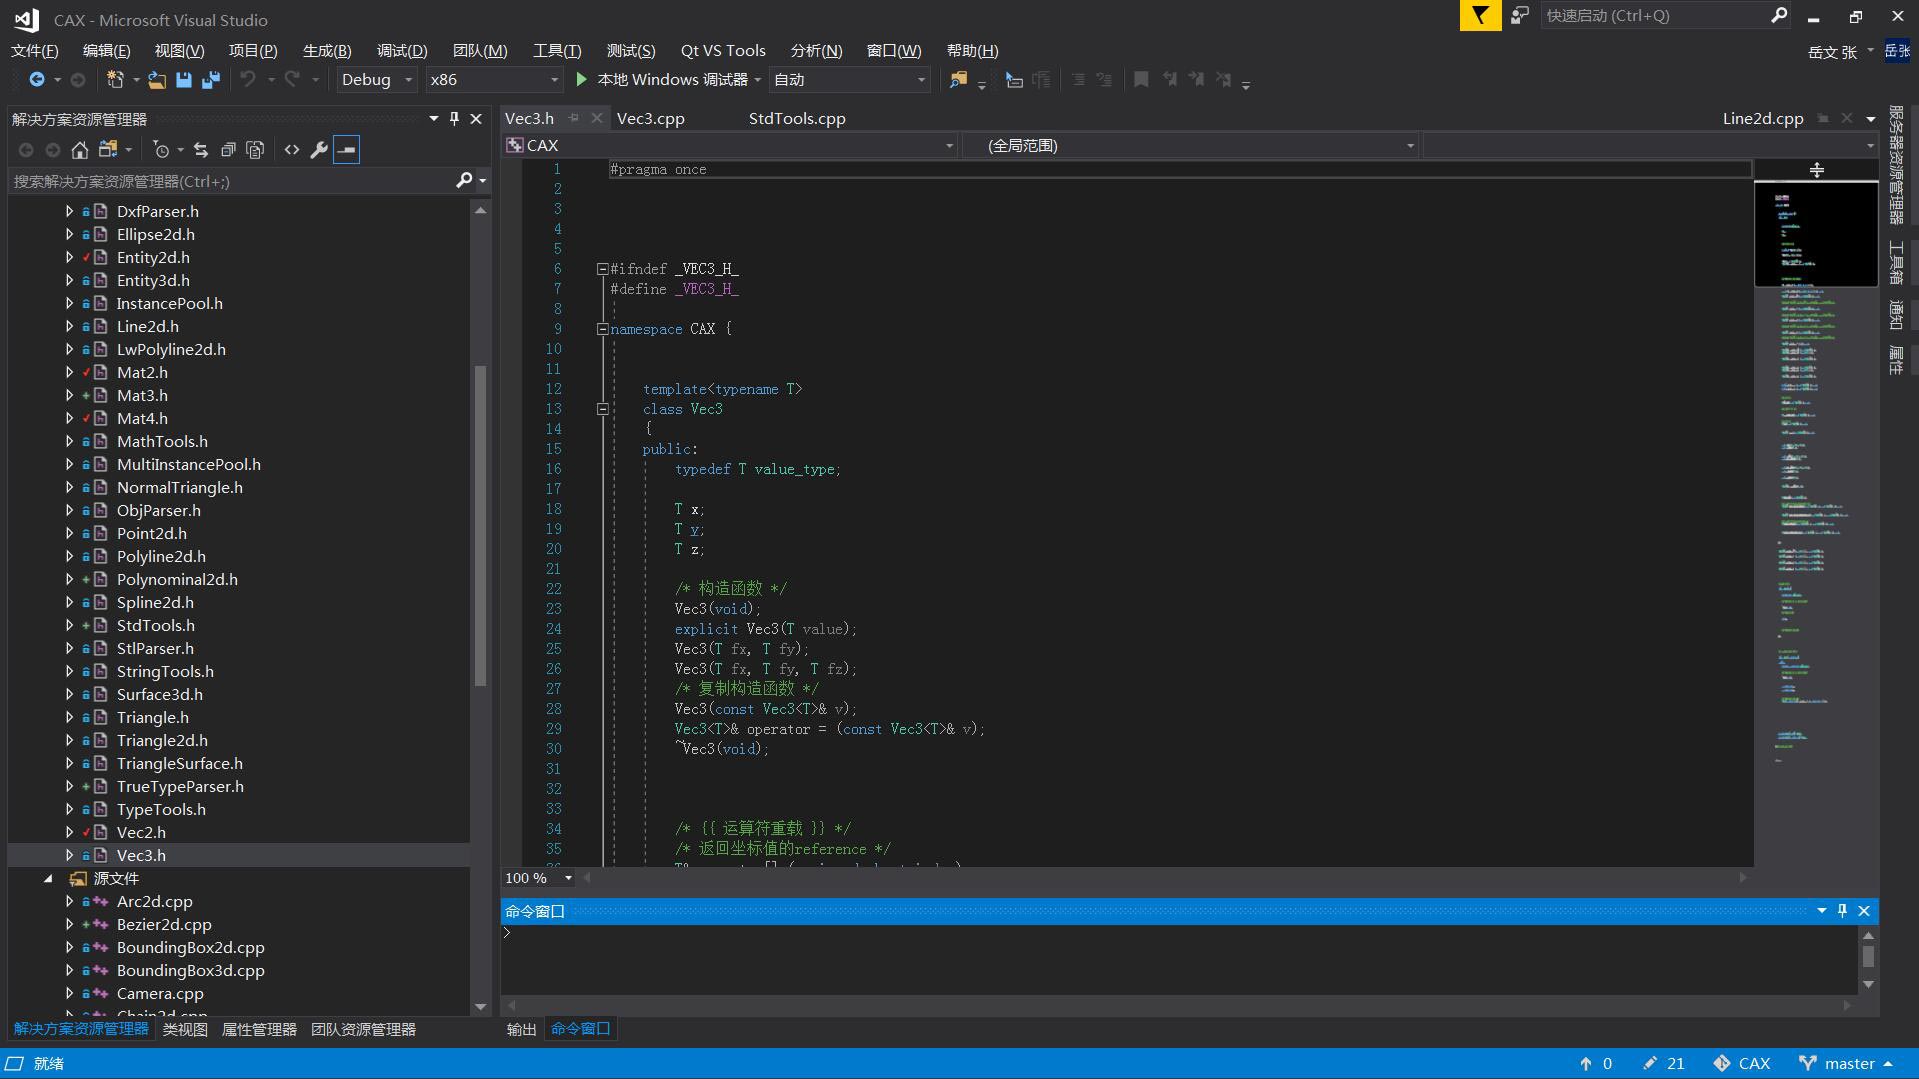 CAX - Microsoft Visual Studio
快速启动 (Ctrl+Q)
文件(F) 编辑(E) 视图(V) 项目(P) 生成(B) 调试(D) 团队(M) 工具(T) 测试(S) Qt VS Tools 分析(N) 窗口(W) 帮助(H)
岳文 张
岳张
Debug x86 本地 Windows 调试器 自动
解决方案资源管理器
搜索解决方案资源管理器(Ctrl+;)
DxfParser.h
Ellipse2d.h
Entity2d.h
Entity3d.h
InstancePool.h
Line2d.h
LwPolyline2d.h
Mat2.h
Mat3.h
Mat4.h
MathTools.h
MultiInstancePool.h
NormalTriangle.h
ObjParser.h
Point2d.h
Polyline2d.h
Polynominal2d.h
Spline2d.h
StdTools.h
StlParser.h
StringTools.h
Surface3d.h
Triangle.h
Triangle2d.h
TriangleSurface.h
TrueTypeParser.h
TypeTools.h
Vec2.h
Vec3.h
源文件
Arc2d.cpp
Bezier2d.cpp
BoundingBox2d.cpp
BoundingBox3d.cpp
Camera.cpp
解决方案资源管理器 类视图 属性管理器 团队资源管理器
Vec3.h Vec3.cpp StdTools.cpp Line2d.cpp
CAX (全局范围)
1 #pragma once
2
3
4
5
6 #ifndef _VEC3_H_
7 #define _VEC3_H_
8
9 namespace CAX {
10
11
12 template<typename T>
13 class Vec3
14 {
15 public:
16 typedef T value_type;
17
18 T x;
19 T y;
20 T z;
21
22 /* 构造函数 */
23 Vec3(void);
24 explicit Vec3(T value);
25 Vec3(T fx, T fy);
26 Vec3(T fx, T fy, T fz);
27 /* 复制构造函数 */
28 Vec3(const Vec3<T>& v);
29 Vec3<T>& operator = (const Vec3<T>& v);
30 ~Vec3(void);
31
32
33
34 /* {{ 运算符重载 }} */
35 /* 返回坐标值的reference */
100 %
命令窗口
>
输出 命令窗口
服务器资源管理器
工具箱
通知
属性
就绪
0 21 CAX master